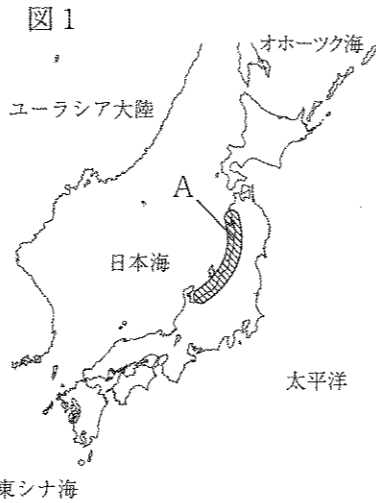 図1
オホーツク海
ユーラシア大陸
A
日本海
太平洋
東シナ海